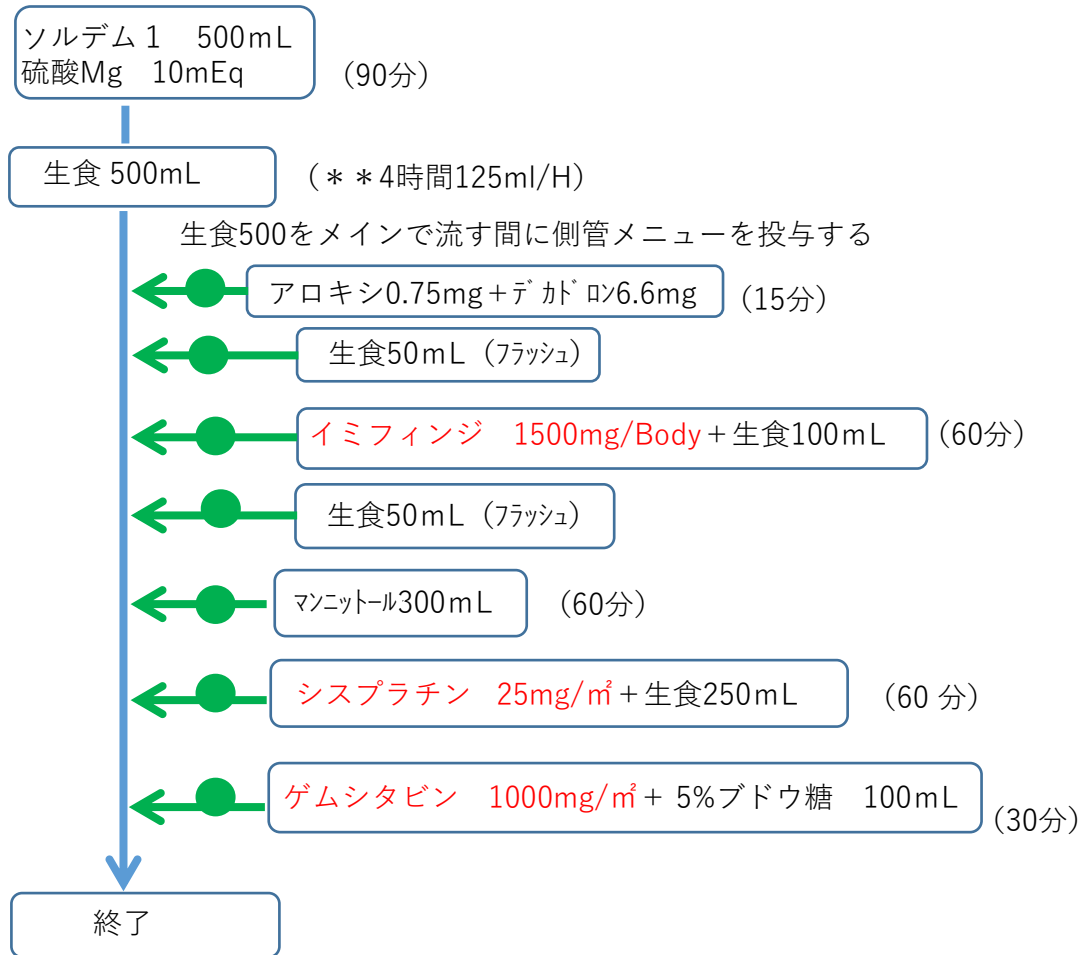 ソルデム１　500mL
硫酸Mg　10mEq
(90分)
生食 500mL
(＊＊4時間125ml/H)
生食500をメインで流す間に側管メニューを投与する
アロキシ0.75mg＋ﾃﾞｶﾄﾞﾛﾝ6.6mg
(15分)
生食50mL（ﾌﾗｯｼｭ）
イミフィンジ　1500mg/Body＋生食100mL
(60分)
生食50mL（ﾌﾗｯｼｭ）
ﾏﾝﾆｯﾄｰﾙ300mL
(60分)
シスプラチン　25mg/㎡＋生食250mL
(60 分)
ゲムシタビン　1000mg/㎡＋ 5%ブドウ糖　100mL
(30分)
終了